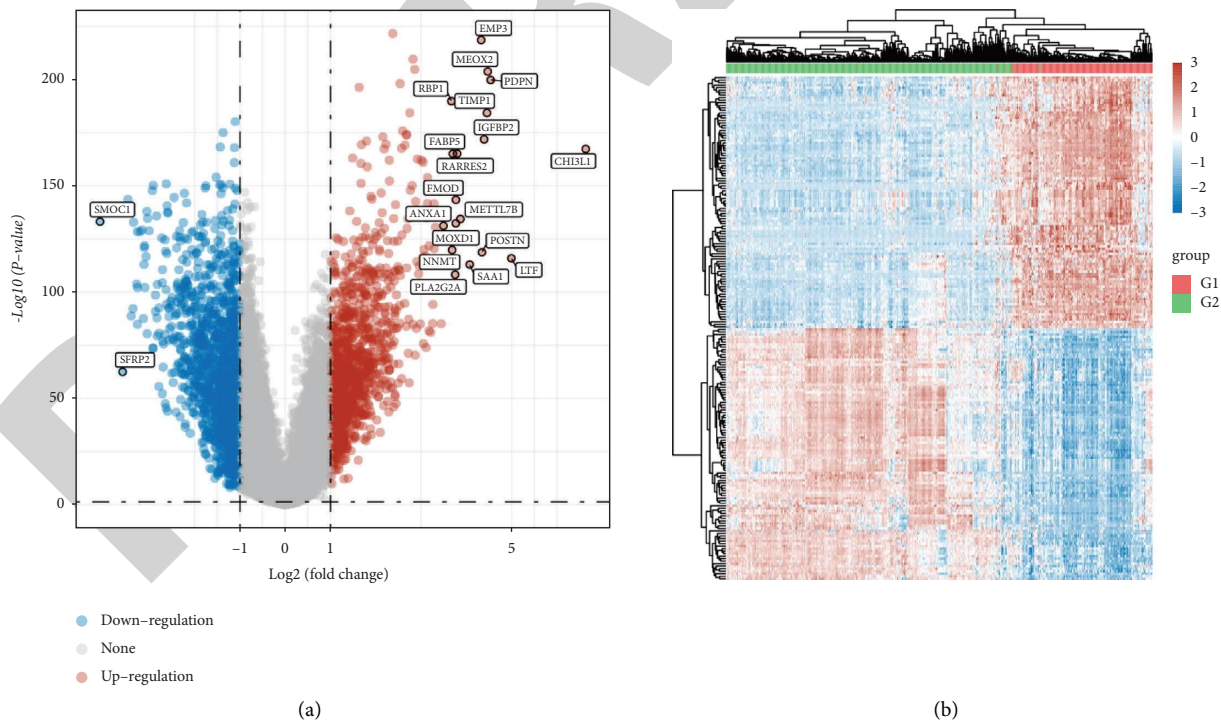 EMP3
MEOX2
PDPN
RBP1
TIMP1
IGFBP2
FABP5
RARRES2
CHI3L1
FMOD
SMOC1
ANXA1
METTL7B
MOXD1
POSTN
NNMT
SAA1
LTF
PLA2G2A
SFRP2
200
150
100
50
0
-Log10 (P-value)
−1
0
1
5
Log2 (fold change)
Down−regulation
None
Up−regulation
(a)
3
2
1
0
−1
−2
−3
group
G1
G2
(b)